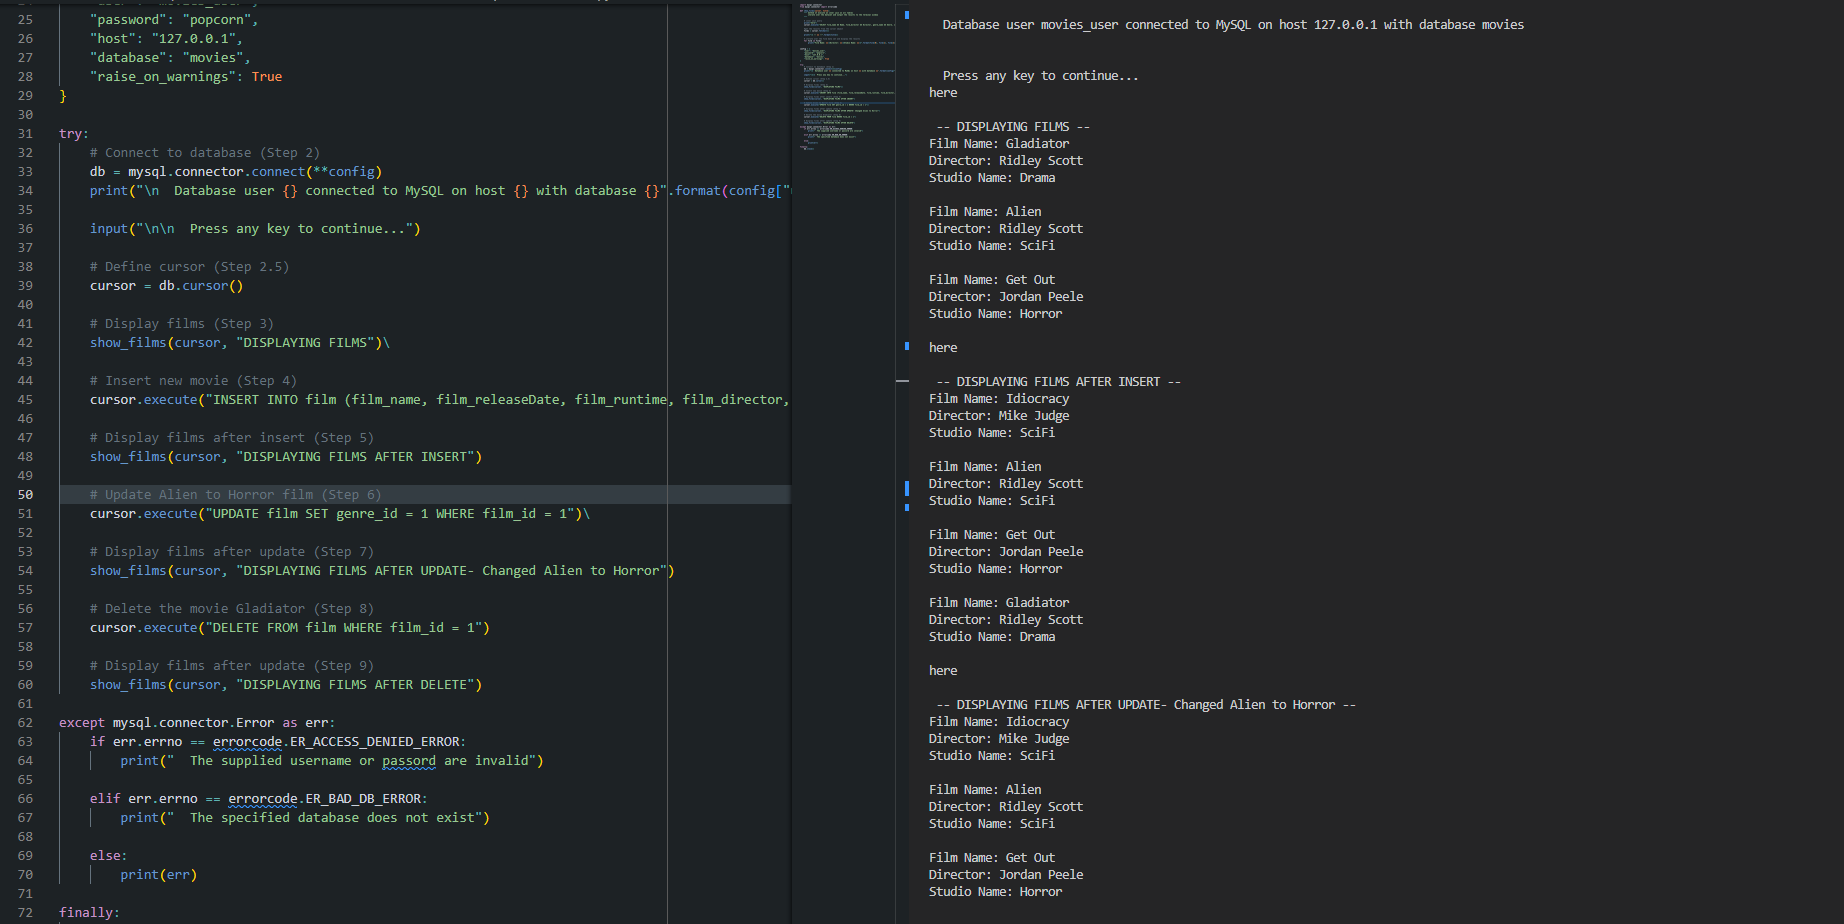 25 "password": "popcorn",
26 "host": "127.0.0.1",
27 "database": "movies",
28 "raise_on_warnings": True
29 }
30
31 try:
32 # Connect to database (Step 2)
33 db = mysql.connector.connect(**config)
34 print("\n  Database user {} connected to MySQL on host {} with database {}".format(config["
35
36 input("\n\n  Press any key to continue...")
37
38 # Define cursor (Step 2.5)
39 cursor = db.cursor()
40
41 # Display films (Step 3)
42 show_films(cursor, "DISPLAYING FILMS")\
43
44 # Insert new movie (Step 4)
45 cursor.execute("INSERT INTO film (film_name, film_releaseDate, film_runtime, film_director,
46
47 # Display films after insert (Step 5)
48 show_films(cursor, "DISPLAYING FILMS AFTER INSERT")
49
50 # Update Alien to Horror film (Step 6)
51 cursor.execute("UPDATE film SET genre_id = 1 WHERE film_id = 1")\
52
53 # Display films after update (Step 7)
54 show_films(cursor, "DISPLAYING FILMS AFTER UPDATE- Changed Alien to Horror")
55
56 # Delete the movie Gladiator (Step 8)
57 cursor.execute("DELETE FROM film WHERE film_id = 1")
58
59 # Display films after update (Step 9)
60 show_films(cursor, "DISPLAYING FILMS AFTER DELETE")
61
62 except mysql.connector.Error as err:
63 if err.errno == errorcode.ER_ACCESS_DENIED_ERROR:
64 print("  The supplied username or passord are invalid")
65
66 elif err.errno == errorcode.ER_BAD_DB_ERROR:
67 print("  The specified database does not exist")
68
69 else:
70 print(err)
71
72 finally:
Database user movies_user connected to MySQL on host 127.0.0.1 with database movies
Press any key to continue...
here
-- DISPLAYING FILMS --
Film Name: Gladiator
Director: Ridley Scott
Studio Name: Drama
Film Name: Alien
Director: Ridley Scott
Studio Name: SciFi
Film Name: Get Out
Director: Jordan Peele
Studio Name: Horror
here
-- DISPLAYING FILMS AFTER INSERT --
Film Name: Idiocracy
Director: Mike Judge
Studio Name: SciFi
Film Name: Alien
Director: Ridley Scott
Studio Name: SciFi
Film Name: Get Out
Director: Jordan Peele
Studio Name: Horror
Film Name: Gladiator
Director: Ridley Scott
Studio Name: Drama
here
-- DISPLAYING FILMS AFTER UPDATE- Changed Alien to Horror --
Film Name: Idiocracy
Director: Mike Judge
Studio Name: SciFi
Film Name: Alien
Director: Ridley Scott
Studio Name: SciFi
Film Name: Get Out
Director: Jordan Peele
Studio Name: Horror